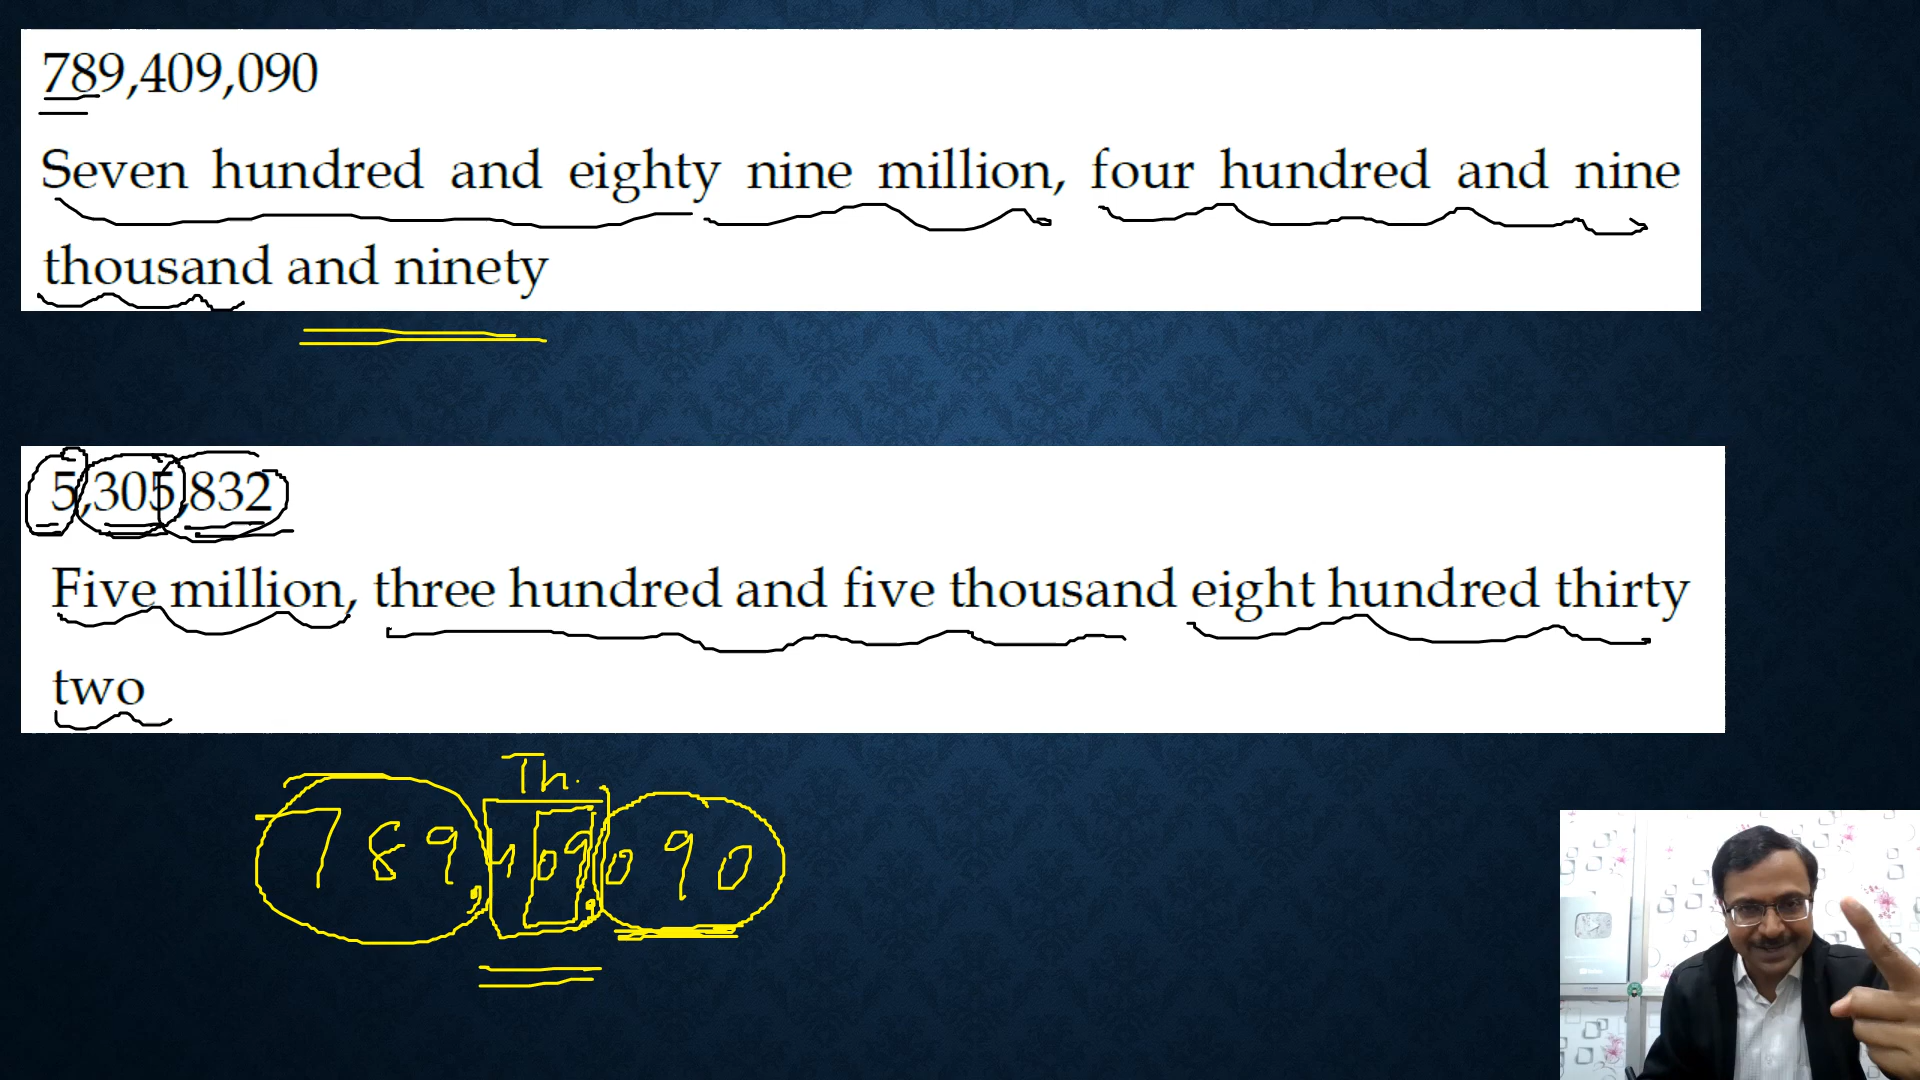 789,409,090
Seven hundred and eighty nine million, four hundred and nine
thousand and ninety
5,305,832
Five million, three hundred and five thousand eight hundred thirty
two
Th.
789,409,090